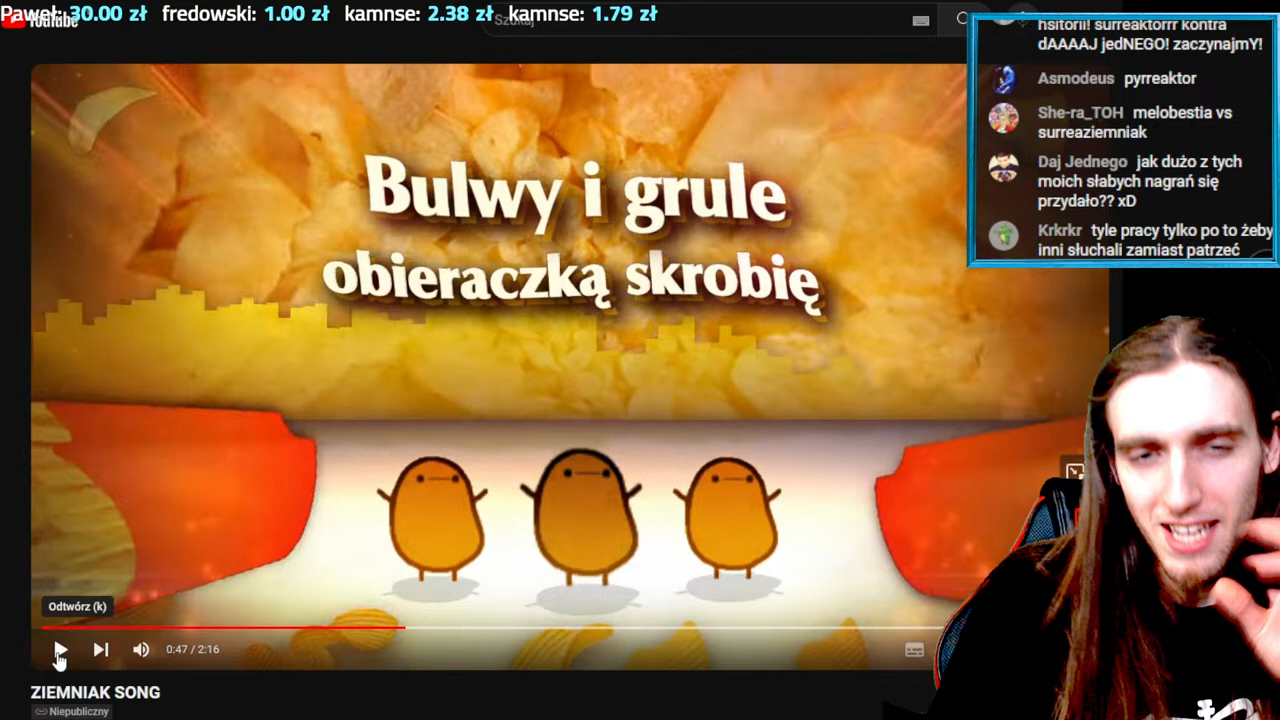 Paweł: 30.00 zł fredowski: 1.00 zł kamnse: 2.38 zł kamnse: 1.79 zł
YouTube
Szukaj
hsitorii! surreaktorrr kontra
dAAAAJ jedNEGO! zaczynajmY!
Asmodeus pyrreaktor
She-ra_TOH melobestia vs
surreaziemniak
Daj Jednego jak dużo z tych
moich słabych nagrań się
przydało?? xD
Krkrkr tyle pracy tylko po to żeby
inni słuchali zamiast patrzeć
Bulwy i grule
obieraczką skrobię
Odtwórz (k)
0:47 / 2:16
ZIEMNIAK SONG
Niepubliczny